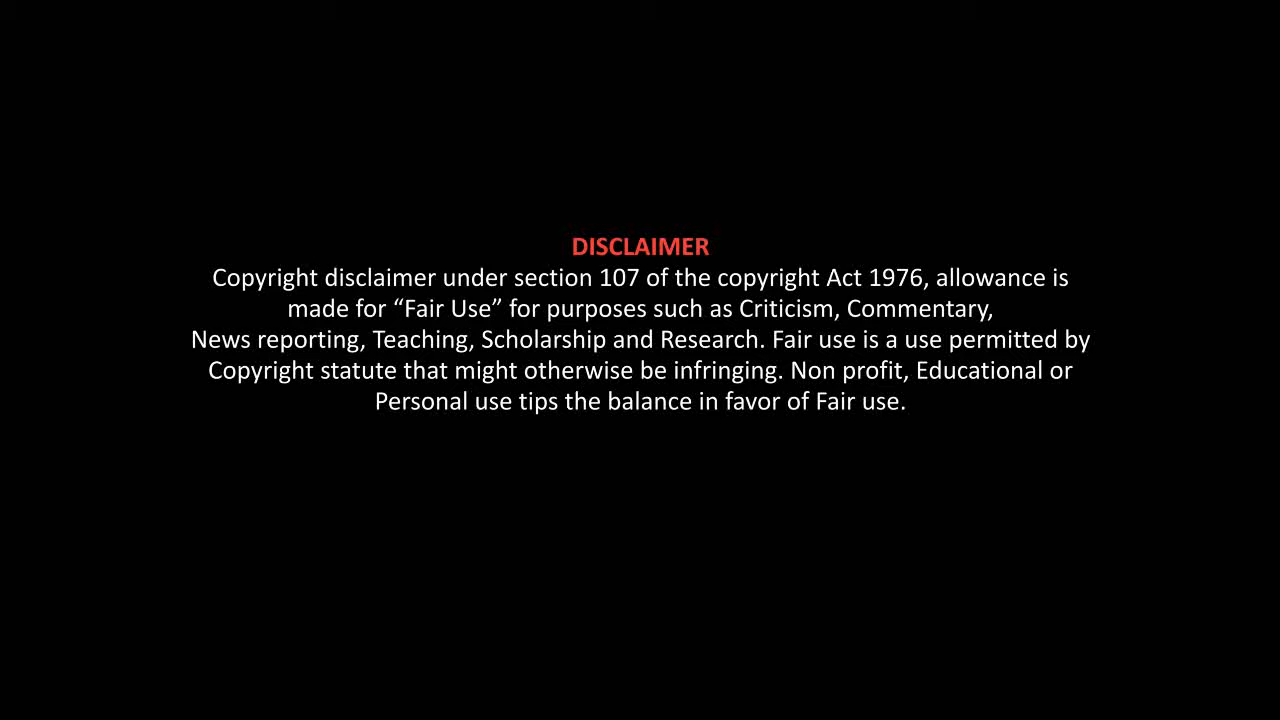 DISCLAIMER
Copyright disclaimer under section 107 of the copyright Act 1976, allowance is
made for “Fair Use” for purposes such as Criticism, Commentary,
News reporting, Teaching, Scholarship and Research. Fair use is a use permitted by
Copyright statute that might otherwise be infringing. Non profit, Educational or
Personal use tips the balance in favor of Fair use.